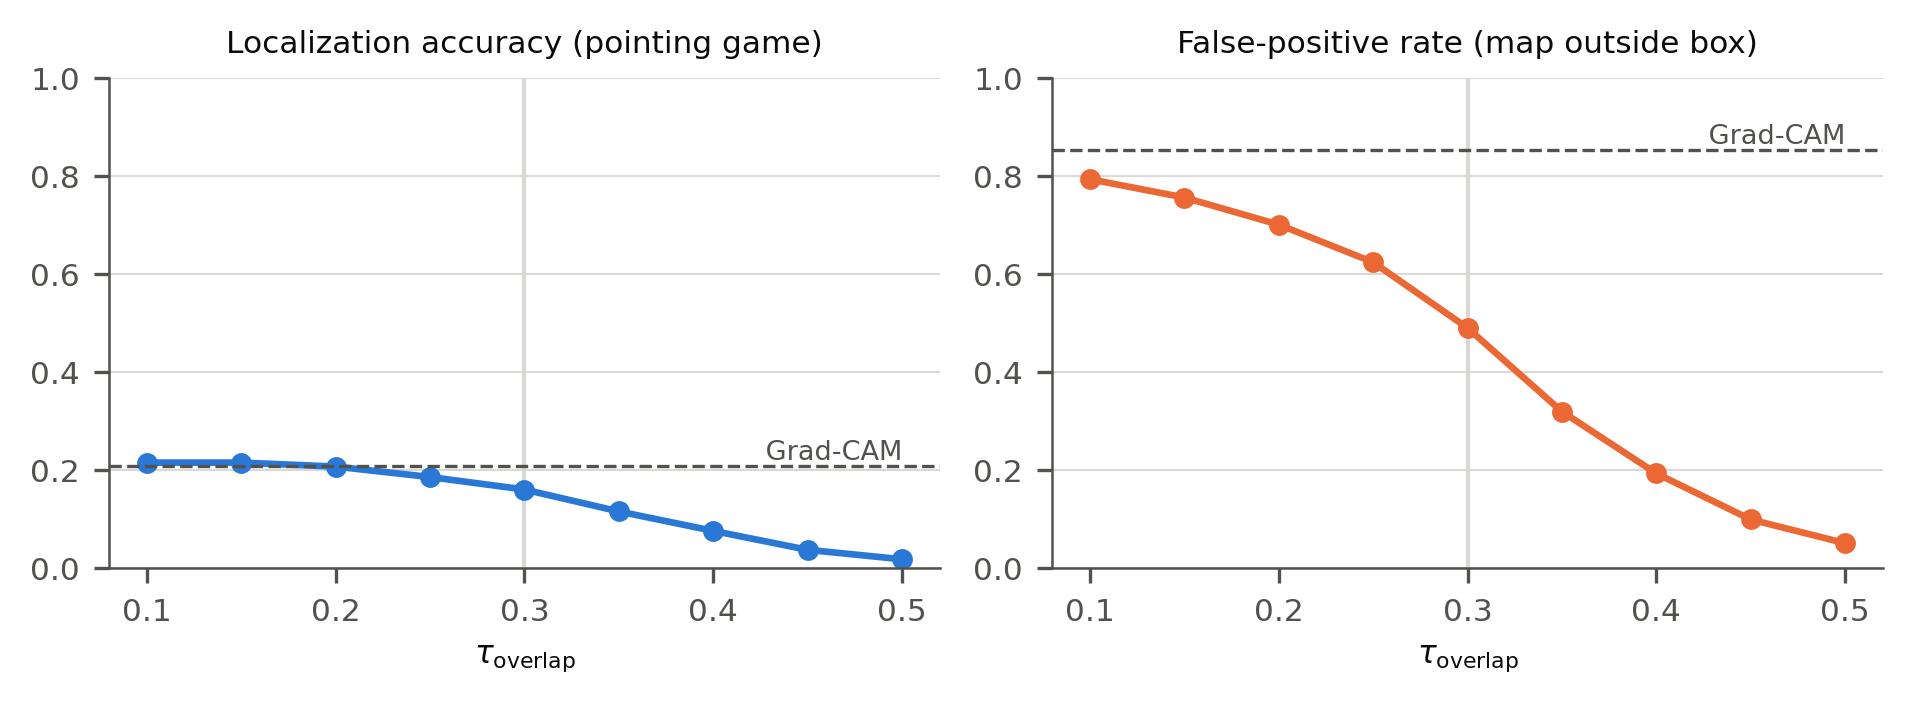 Localization accuracy (pointing game)
1.0
0.8
0.6
0.4
0.2
0.0
Grad-CAM
0.1 0.2 0.3 0.4 0.5
τoverlap
False-positive rate (map outside box)
1.0
0.8
0.6
0.4
0.2
0.0
Grad-CAM
0.1 0.2 0.3 0.4 0.5
τoverlap